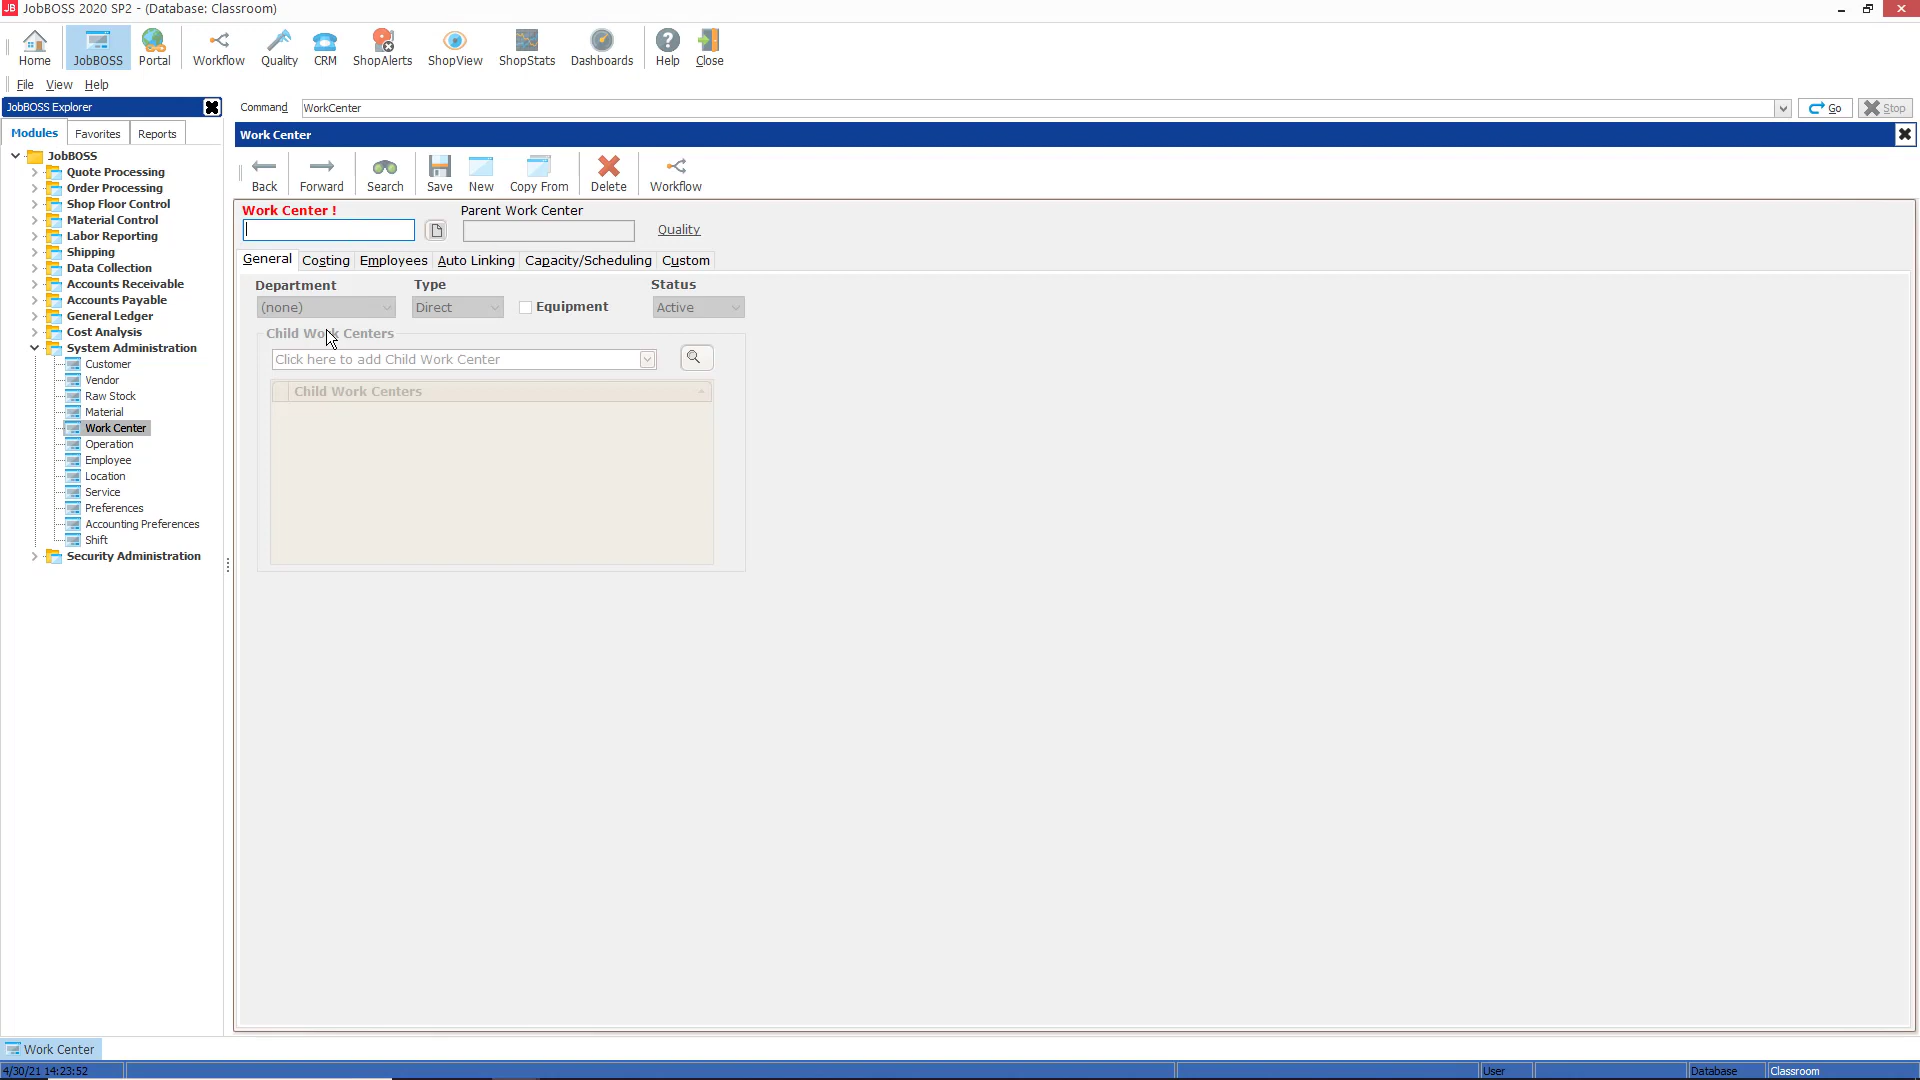 JB JobBOSS 2020 SP2 - (Database: Classroom)
Home JobBOSS Portal Workflow Quality CRM ShopAlerts ShopView ShopStats Dashboards Help Close
File View Help
JobBOSS Explorer
Command WorkCenter Go Stop
Modules Favorites Reports
Work Center
JobBOSS
Quote Processing
Order Processing
Shop Floor Control
Material Control
Labor Reporting
Shipping
Data Collection
Accounts Receivable
Accounts Payable
General Ledger
Cost Analysis
System Administration
Customer
Vendor
Raw Stock
Material
Work Center
Operation
Employee
Location
Service
Preferences
Accounting Preferences
Shift
Security Administration
Back Forward Search Save New Copy From Delete Workflow
Work Center ! Parent Work Center
Quality
General Costing Employees Auto Linking Capacity/Scheduling Custom
Department Type Status
(none) Direct Equipment Active
Child Work Centers
Click here to add Child Work Center
Child Work Centers
Work Center
4/30/21 14:23:52 User Database Classroom